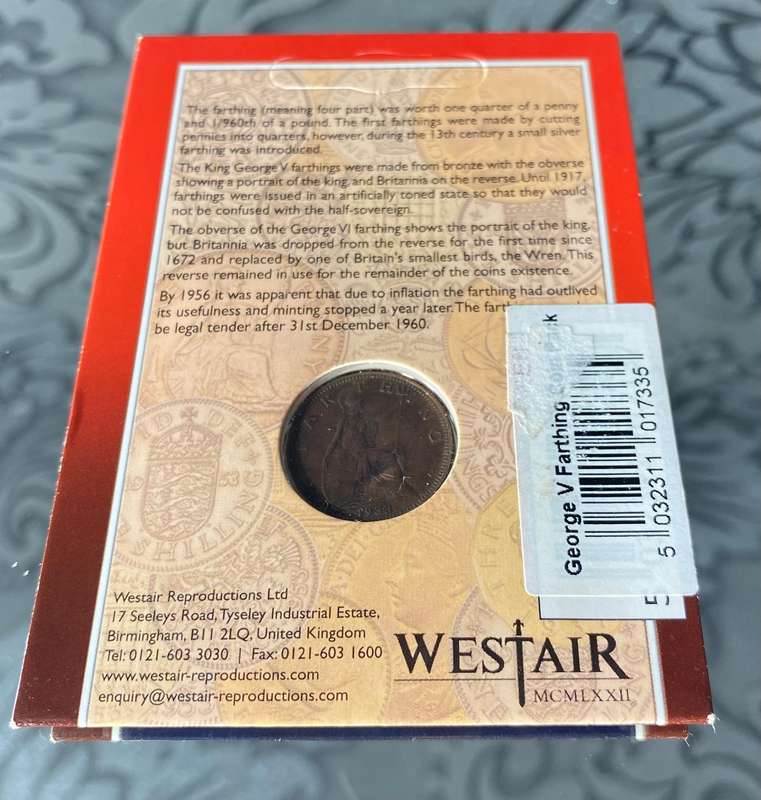 The farthing (meaning four part) was worth one quarter of a penny
and 1/960th of a pound. The first farthings were made by cutting
pennies into quarters, however, during the 13th century a small silver
farthing was introduced.
The King George V farthings were made from bronze with the obverse
showing a portrait of the king, and Britannia on the reverse. Until 1917,
farthings were issued in an artificially toned state so that they would
not be confused with the half-sovereign.
The obverse of the George VI farthing shows the portrait of the king,
but Britannia was dropped from the reverse for the first time since
1672 and replaced by one of Britain's smallest birds, the Wren. This
reverse remained in use for the remainder of the coins existence.
By 1956 it was apparent that due to inflation the farthing had outlived
its usefulness and minting stopped a year later. The
be legal tender after 31st December 1960.
George V Farthing
5 032311 017335
SHILLING
Westair Reproductions Ltd
17 Seeleys Road, Tyseley Industrial Estate,
Birmingham, B11 2LQ, United Kingdom
Tel: 0121-603 3030 | Fax: 0121-603 1600
www.westair-reproductions.com
enquiry@westair-reproductions.com
WESTAIR
MCMLXXII